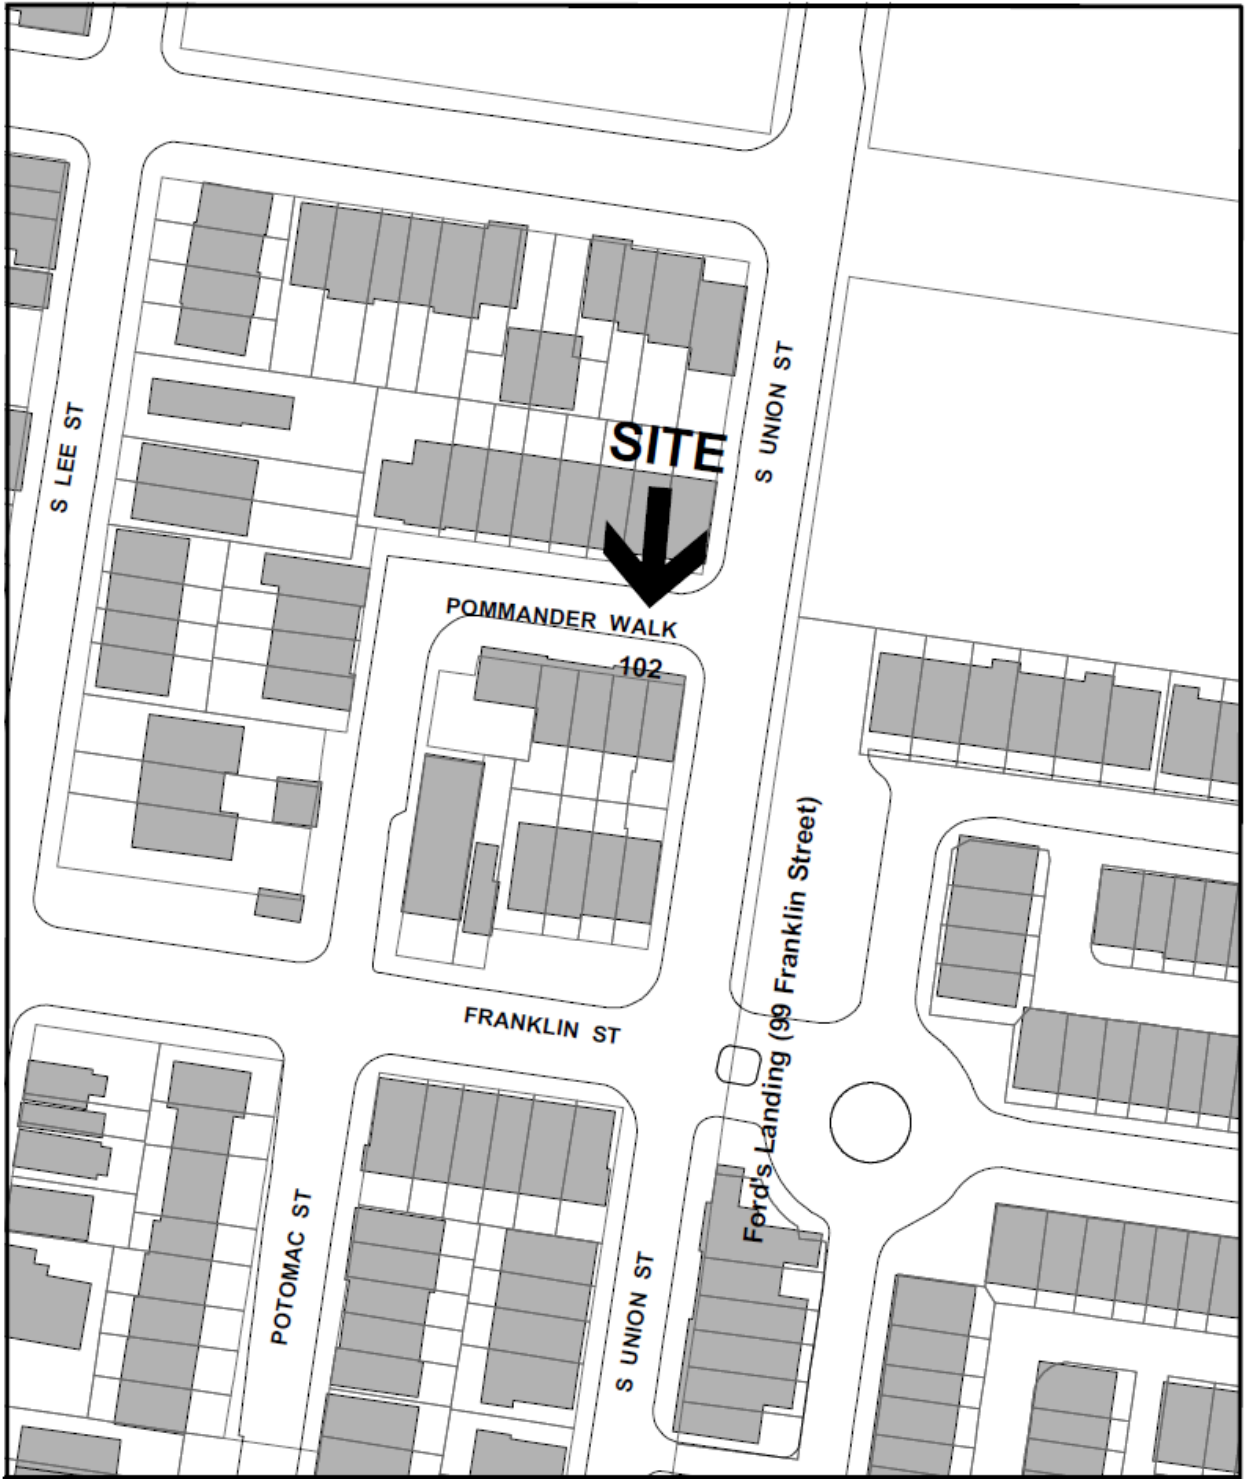 S UNION ST
S LEE ST
SITE
POMMANDER WALK
102
Ford's Landing (99 Franklin Street)
FRANKLIN ST
POTOMAC ST
S UNION ST